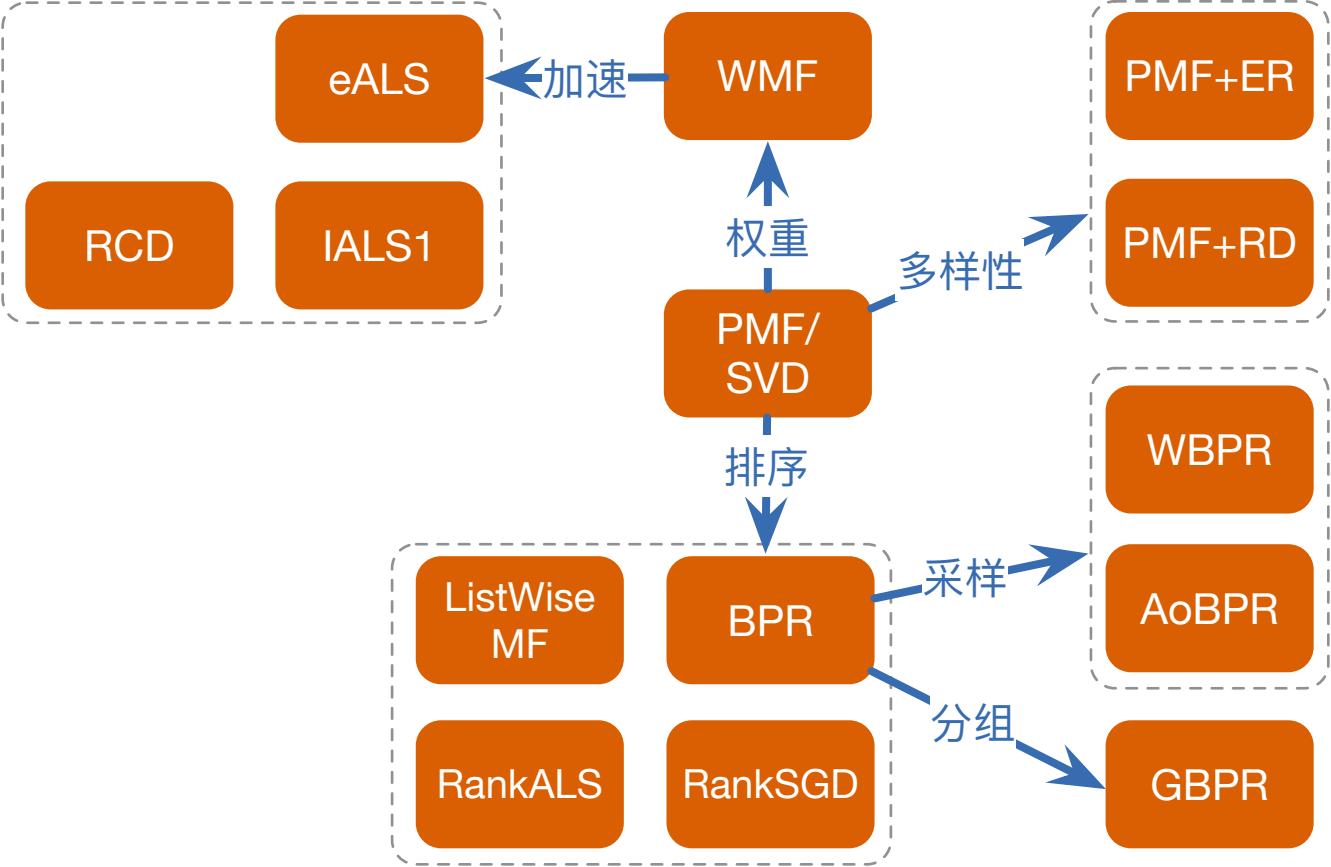 eALS
加速
WMF
PMF+ER
RCD
IALS1
权重
多样性
PMF+RD
PMF/
SVD
排序
WBPR
ListWise
MF
BPR
采样
AoBPR
分组
RankALS
RankSGD
GBPR